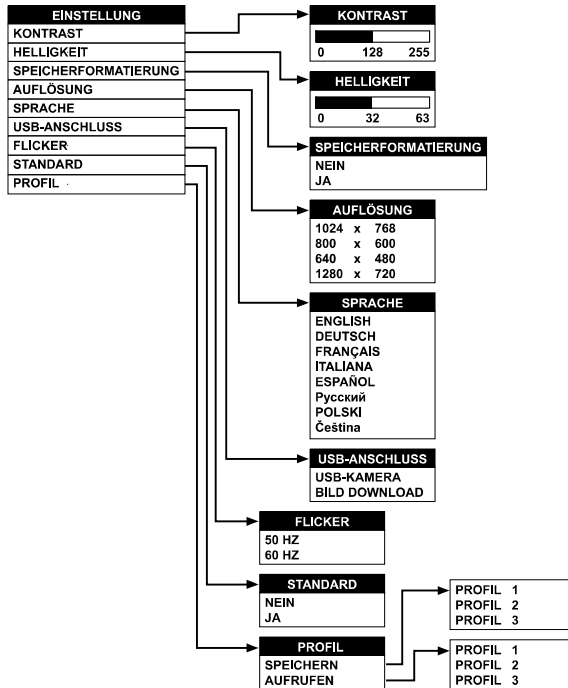 EINSTELLUNG
KONTRAST
HELLIGKEIT
SPEICHERFORMATIERUNG
AUFLÖSUNG
SPRACHE
USB-ANSCHLUSS
FLICKER
STANDARD
PROFIL
KONTRAST
0 128 255
HELLIGKEIT
0 32 63
SPEICHERFORMATIERUNG
NEIN
JA
AUFLÖSUNG
1024 x 768
800 x 600
640 x 480
1280 x 720
SPRACHE
ENGLISH
DEUTSCH
FRANÇAIS
ITALIANA
ESPAÑOL
Русский
POLSKI
Čeština
USB-ANSCHLUSS
USB-KAMERA
BILD DOWNLOAD
FLICKER
50 HZ
60 HZ
STANDARD
NEIN
JA
PROFIL
SPEICHERN
AUFRUFEN
PROFIL 1
PROFIL 2
PROFIL 3
PROFIL 1
PROFIL 2
PROFIL 3